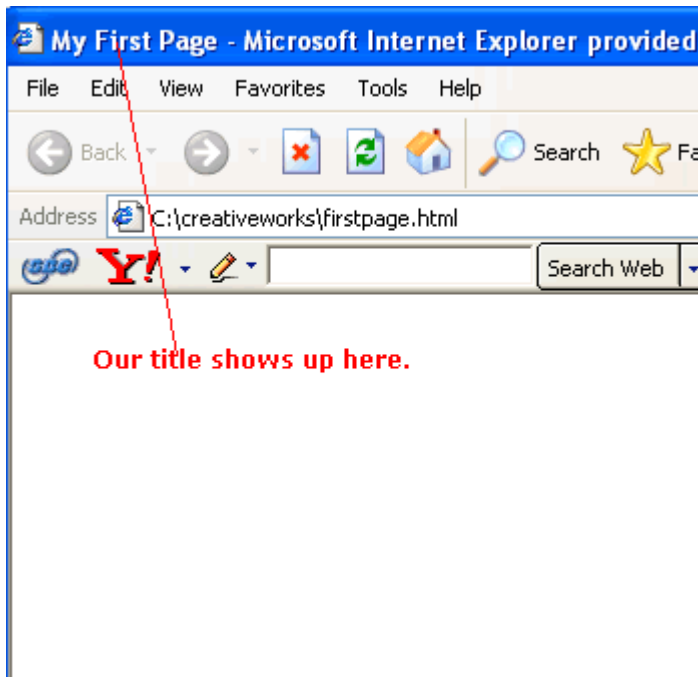 My First Page - Microsoft Internet Explorer provided
File Edit View Favorites Tools Help
Back Search Fa
Address C:\creativeworks\firstpage.html
Y! Search Web
Our title shows up here.